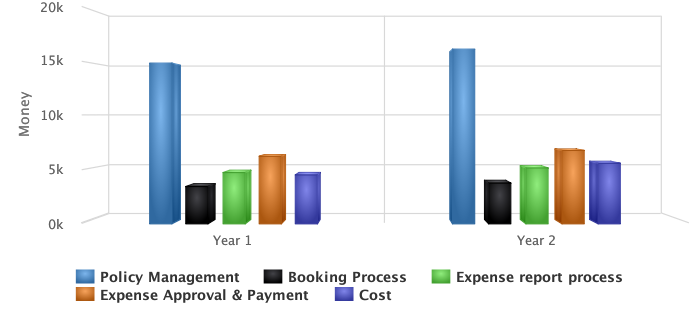 20k
15k
10k
5k
0k
Money
Year 1 Year 2
Policy Management Booking Process Expense report process
Expense Approval & Payment Cost